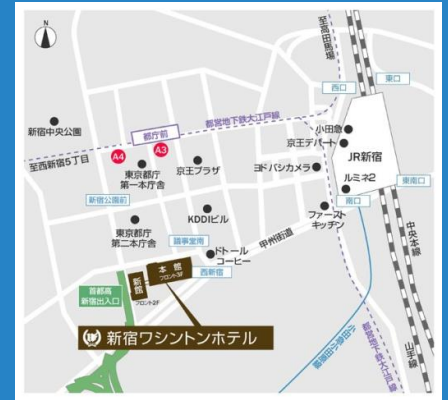 N
至高田馬場
東口
西口
都営地下鉄大江戸線
新宿中央公園
都庁前
小田急
京王デパート
JR新宿
A4
A3
至西新宿5丁目
東京都庁
第一本庁舎
京王プラザ
ヨドバシカメラ
ルミネ2
東南口
新宿公園前
南口
KDDIビル
ファースト
キッチン
東京都庁
第二本庁舎
議事堂南
甲州街道
ドトール
コーヒー
中央本線
西新宿
本館
フロント3F
新館
フロント2F
首都高
新宿出入口
新宿ワシントンホテル
小田急小田原線
都営地下鉄大江戸線
山手線